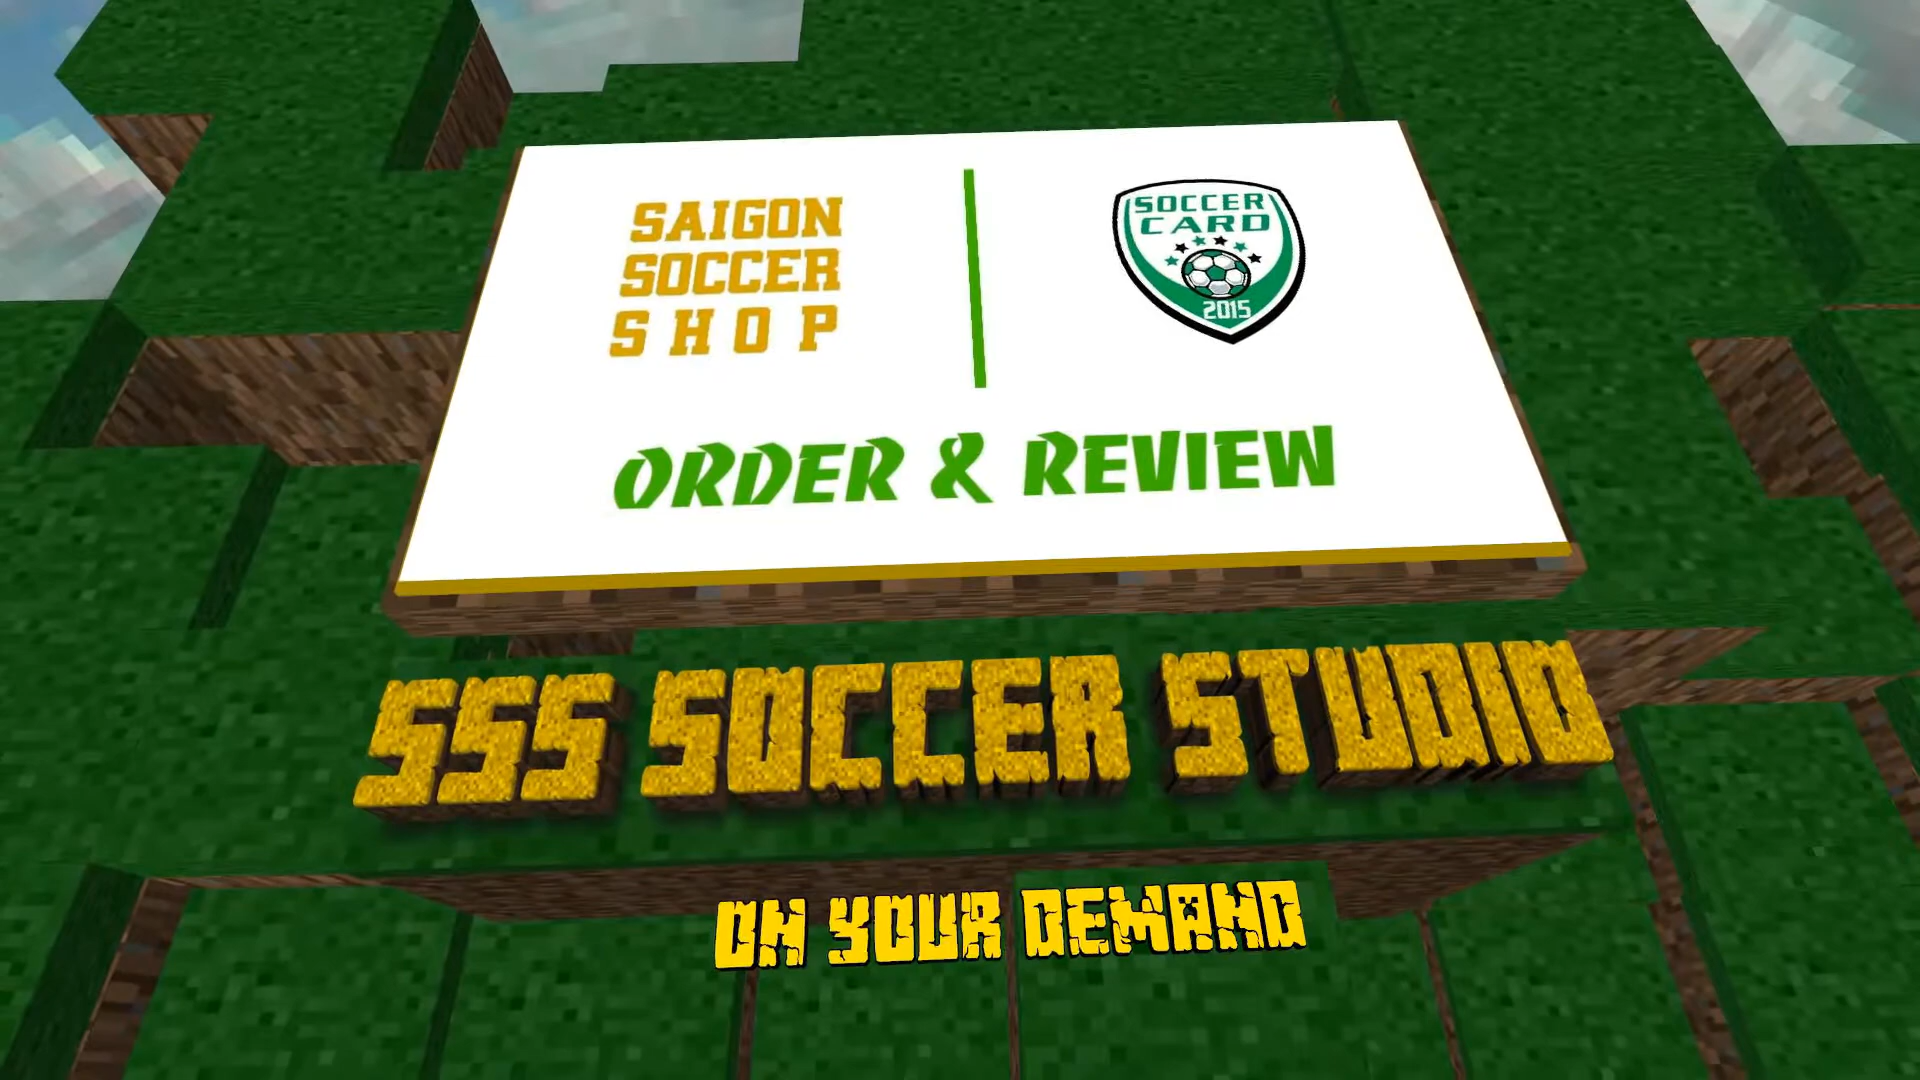 SAIGON
SOCCER
SHOP
SOCCER
CARD
2015
ORDER & REVIEW
SSS SOCCER STUDIO
ON YOUR DEMAND